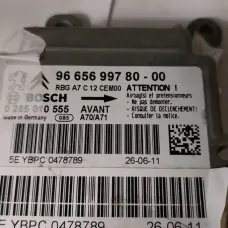 96 656 997 80 - 00
RBG A7 C 12 CEM00 ATTENTION !
BOSCH Airbag(s) et pretensionneurs
- Ne pas démonter.
0 285 010 555 AVANT - RISQUE DE DECLENCHEMENT!
Made in Germany 085 A70/A71 Consulter la notice.
5E YBPC 0478789 26-06-11
5E YBPC 0478789 26-06-11